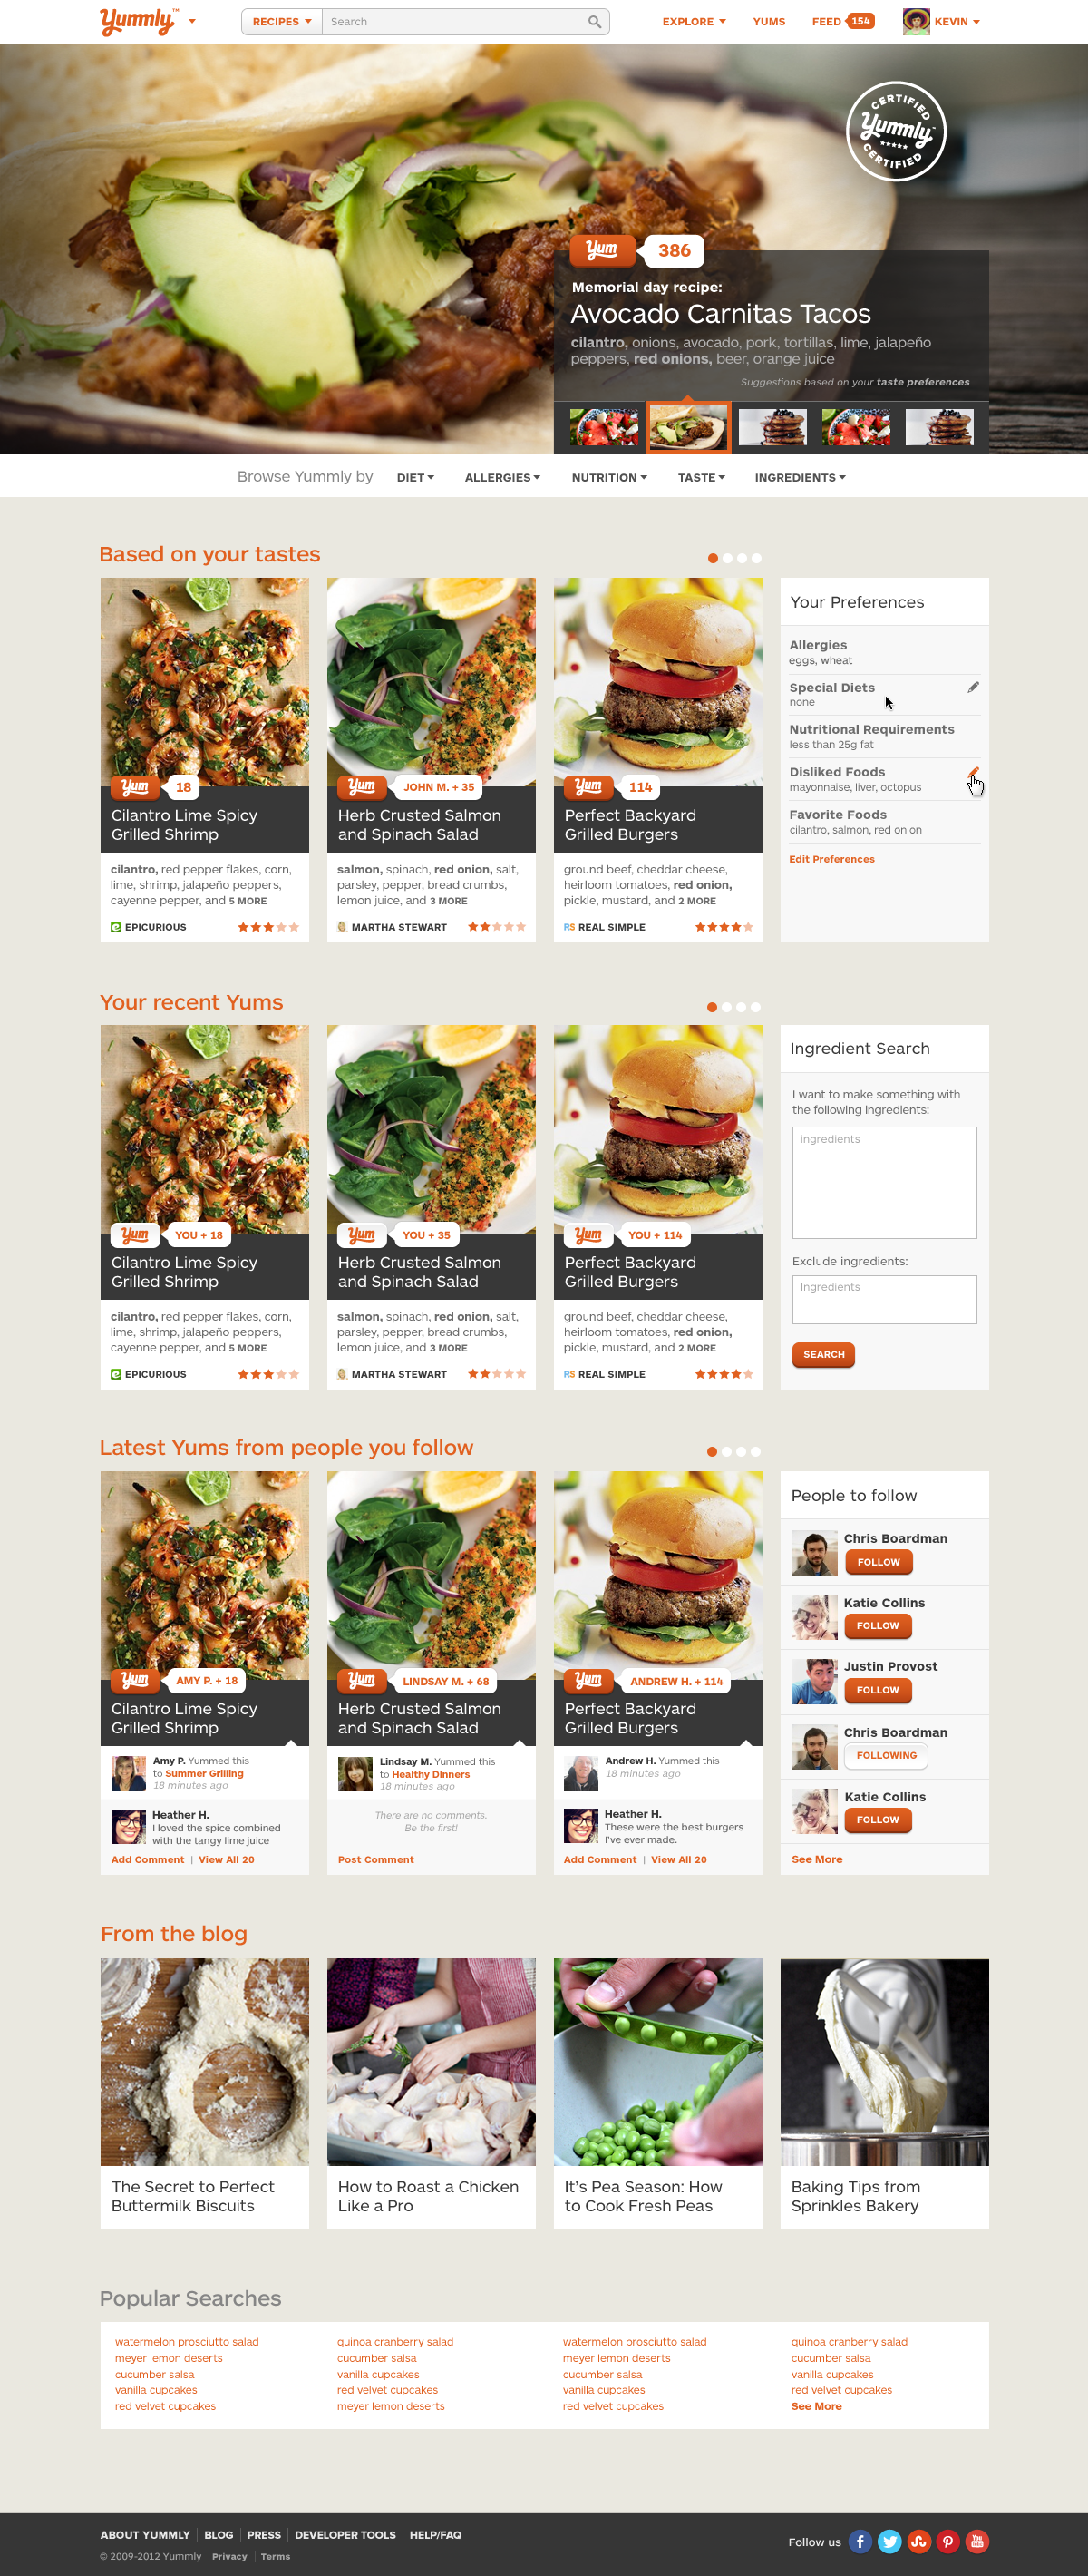 Yummly™
RECIPES
Search
EXPLORE
YUMS
FEED 154
KEVIN
CERTIFIED
Yummly
CERTIFIED
Yum 386
Memorial day recipe:
Avocado Carnitas Tacos
cilantro, onions, avocado, pork, tortillas, lime, jalapeño
peppers, red onions, beer, orange juice
Suggestions based on your taste preferences
Browse Yummly by DIET ALLERGIES NUTRITION TASTE INGREDIENTS
Based on your tastes
Yum 18
Cilantro Lime Spicy
Grilled Shrimp
cilantro, red pepper flakes, corn,
lime, shrimp, jalapeño peppers,
cayenne pepper, and 5 MORE
e EPICURIOUS
Yum JOHN M. + 35
Herb Crusted Salmon
and Spinach Salad
salmon, spinach, red onion, salt,
parsley, pepper, bread crumbs,
lemon juice, and 3 MORE
MARTHA STEWART
Yum 114
Perfect Backyard
Grilled Burgers
ground beef, cheddar cheese,
heirloom tomatoes, red onion,
pickle, mustard, and 2 MORE
RS REAL SIMPLE
Your Preferences
Allergies
eggs, wheat
Special Diets
none
Nutritional Requirements
less than 25g fat
Disliked Foods
mayonnaise, liver, octopus
Favorite Foods
cilantro, salmon, red onion
Edit Preferences
Your recent Yums
Yum YOU + 18
Cilantro Lime Spicy
Grilled Shrimp
cilantro, red pepper flakes, corn,
lime, shrimp, jalapeño peppers,
cayenne pepper, and 5 MORE
e EPICURIOUS
Yum YOU + 35
Herb Crusted Salmon
and Spinach Salad
salmon, spinach, red onion, salt,
parsley, pepper, bread crumbs,
lemon juice, and 3 MORE
MARTHA STEWART
Yum YOU + 114
Perfect Backyard
Grilled Burgers
ground beef, cheddar cheese,
heirloom tomatoes, red onion,
pickle, mustard, and 2 MORE
RS REAL SIMPLE
Ingredient Search
I want to make something with
the following ingredients:
ingredients
Exclude ingredients:
Ingredients
SEARCH
Latest Yums from people you follow
Yum AMY P. + 18
Cilantro Lime Spicy
Grilled Shrimp
Amy P. Yummed this
to Summer Grilling
18 minutes ago
Heather H.
I loved the spice combined
with the tangy lime juice
Add Comment | View All 20
Yum LINDSAY M. + 68
Herb Crusted Salmon
and Spinach Salad
Lindsay M. Yummed this
to Healthy DInners
18 minutes ago
There are no comments.
Be the first!
Post Comment
Yum ANDREW H. + 114
Perfect Backyard
Grilled Burgers
Andrew H. Yummed this
18 minutes ago
Heather H.
These were the best burgers
I've ever made.
Add Comment | View All 20
People to follow
Chris Boardman
FOLLOW
Katie Collins
FOLLOW
Justin Provost
FOLLOW
Chris Boardman
FOLLOWING
Katie Collins
FOLLOW
See More
From the blog
The Secret to Perfect
Buttermilk Biscuits
How to Roast a Chicken
Like a Pro
It's Pea Season: How
to Cook Fresh Peas
Baking Tips from
Sprinkles Bakery
Popular Searches
watermelon prosciutto salad
meyer lemon deserts
cucumber salsa
vanilla cupcakes
red velvet cupcakes
quinoa cranberry salad
cucumber salsa
vanilla cupcakes
red velvet cupcakes
meyer lemon deserts
watermelon prosciutto salad
meyer lemon deserts
cucumber salsa
vanilla cupcakes
red velvet cupcakes
quinoa cranberry salad
cucumber salsa
vanilla cupcakes
red velvet cupcakes
See More
ABOUT YUMMLY | BLOG | PRESS | DEVELOPER TOOLS | HELP/FAQ
© 2009-2012 Yummly Privacy | Terms
Follow us
You Tube